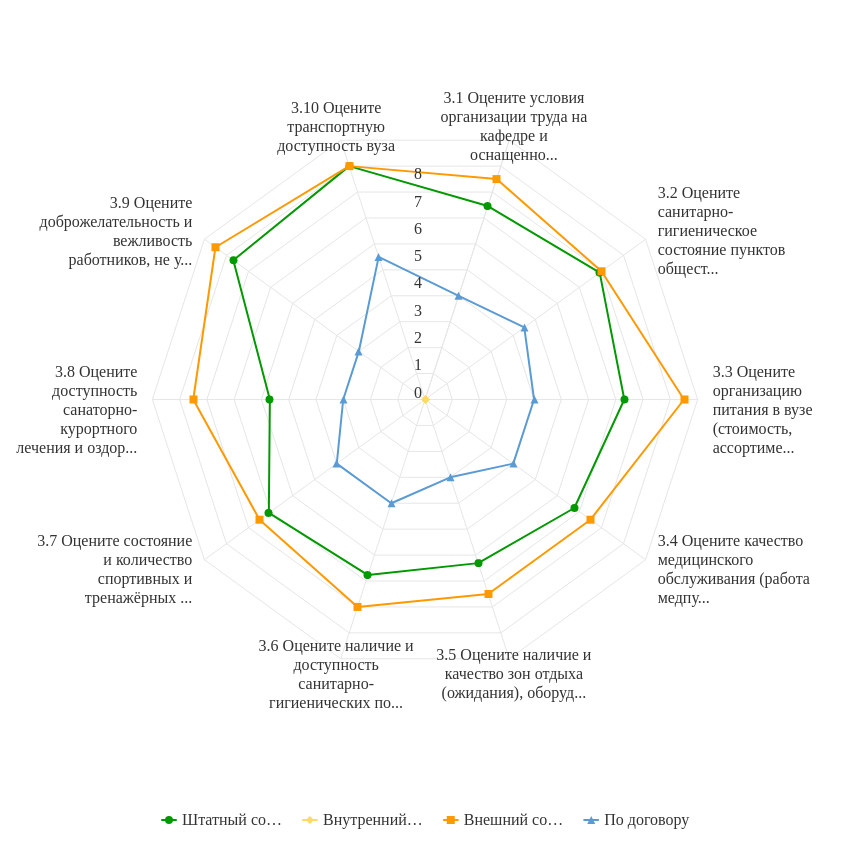 3.10 Оцените
транспортную
доступность вуза
3.1 Оцените условия
организации труда на
кафедре и
оснащенно...
3.2 Оцените
санитарно-
гигиеническое
состояние пунктов
общест...
3.3 Оцените
организацию
питания в вузе
(стоимость,
ассортиме...
3.4 Оцените качество
медицинского
обслуживания (работа
медпу...
3.5 Оцените наличие и
качество зон отдыха
(ожидания), оборуд...
3.6 Оцените наличие и
доступность
санитарно-
гигиенических по...
3.7 Оцените состояние
и количество
спортивных и
тренажёрных ...
3.8 Оцените
доступность
санаторно-
курортного
лечения и оздор...
3.9 Оцените
доброжелательность и
вежливость
работников, не у...
8
7
6
5
4
3
2
1
0
Штатный со…
Внутренний…
Внешний со…
По договору